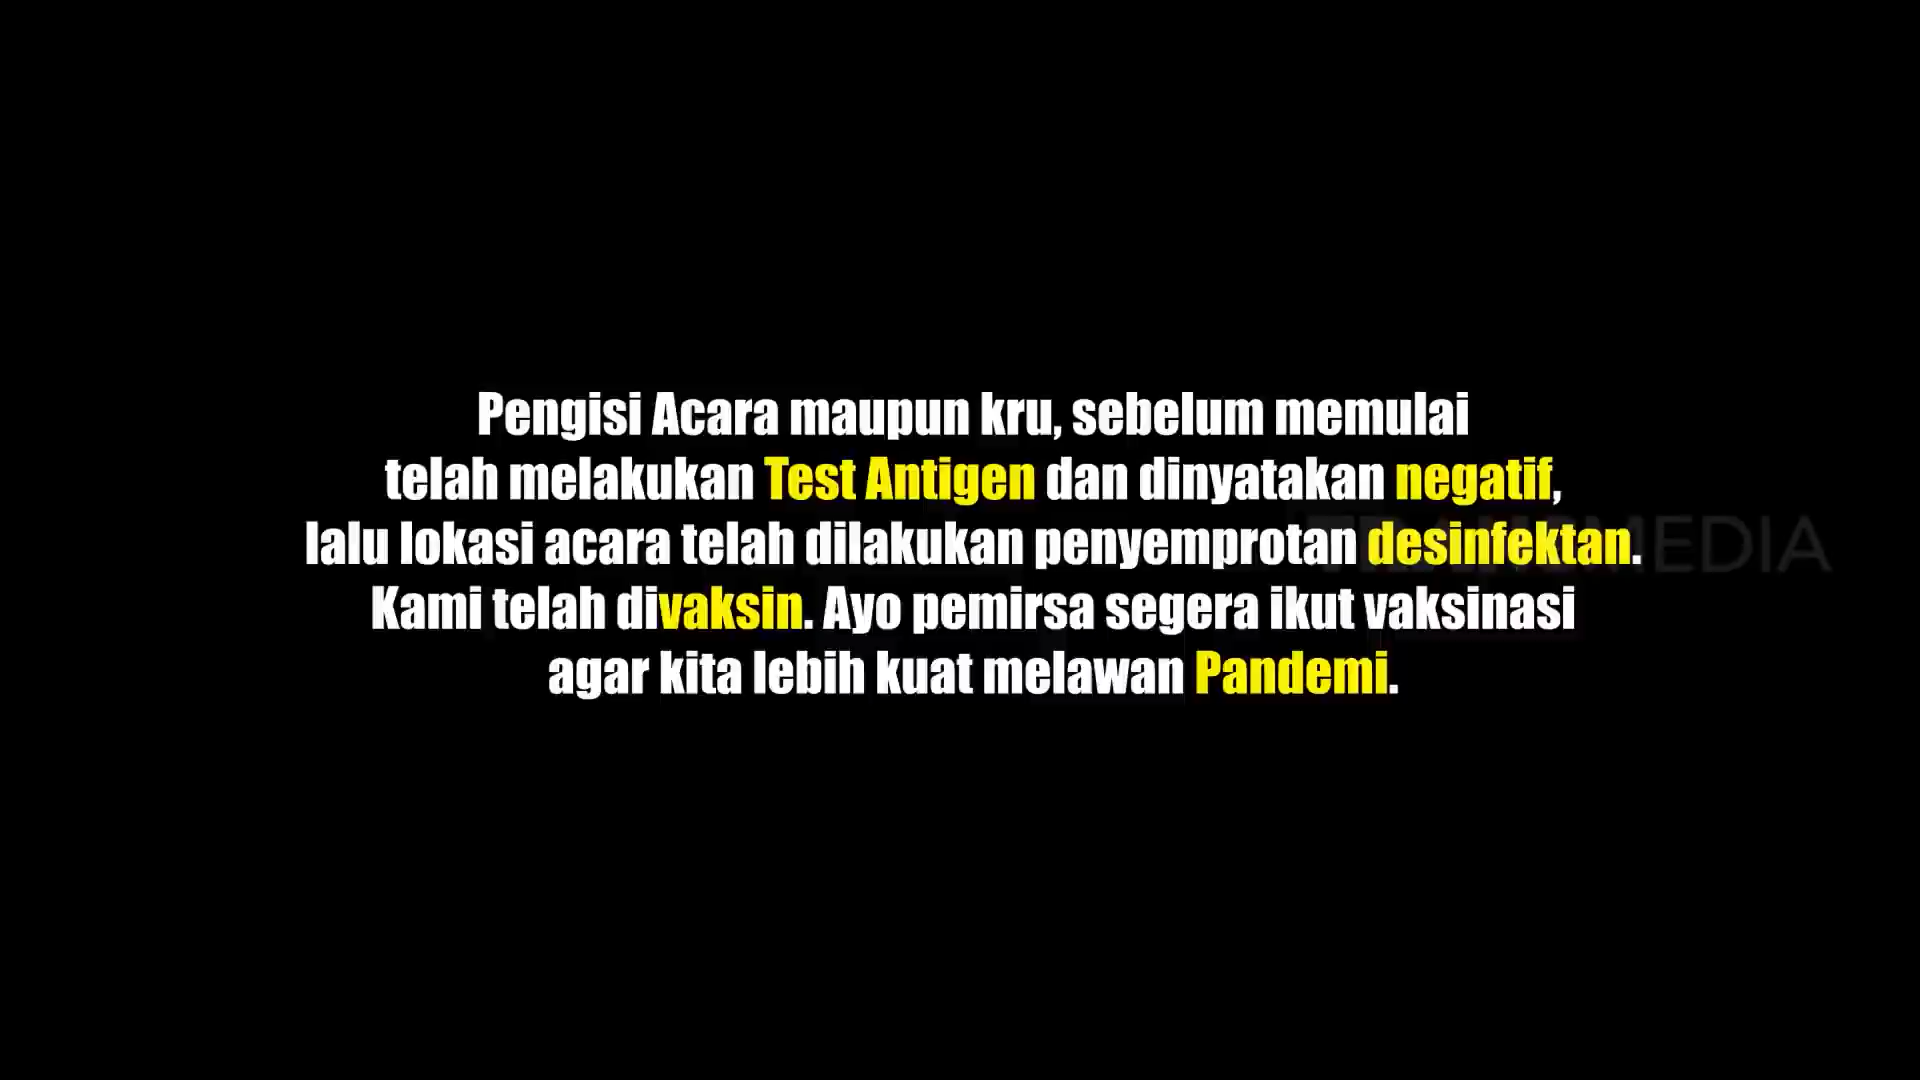 Pengisi Acara maupun kru, sebelum memulai
telah melakukan Test Antigen dan dinyatakan negatif,
lalu lokasi acara telah dilakukan penyemprotan desinfektan.
Kami telah divaksin. Ayo pemirsa segera ikut vaksinasi
agar kita lebih kuat melawan Pandemi.
TRANSMEDIA